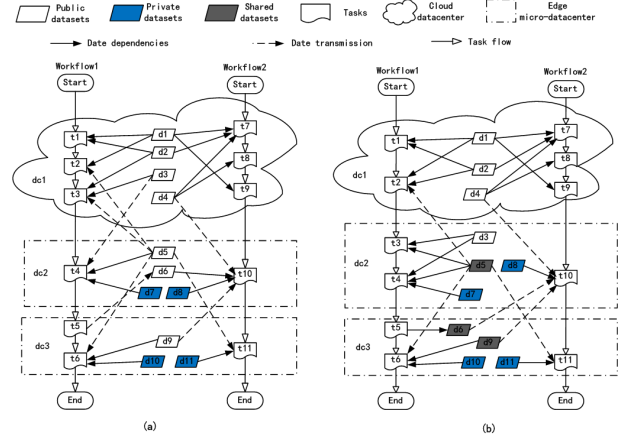 Public datasets
Private datasets
Shared datasets
Tasks
Cloud datacenter
Edge micro-datacenter
Date dependencies
Date transmission
Task flow
Workflow1
Workflow2
Start
Start
t1
d1
t7
d2
t2
d3
t8
dc1
t3
d4
t9
d5
dc2
t4
d6
t10
d7
d8
t5
dc3
d9
t6
d10
d11
t11
End
End
(a)
Workflow1
Workflow2
Start
Start
t1
d1
t7
d2
t8
dc1
t2
d4
t9
t3
d3
dc2
d5
d8
t4
t10
d7
t5
d6
dc3
d9
t6
d10
d11
t11
End
End
(b)